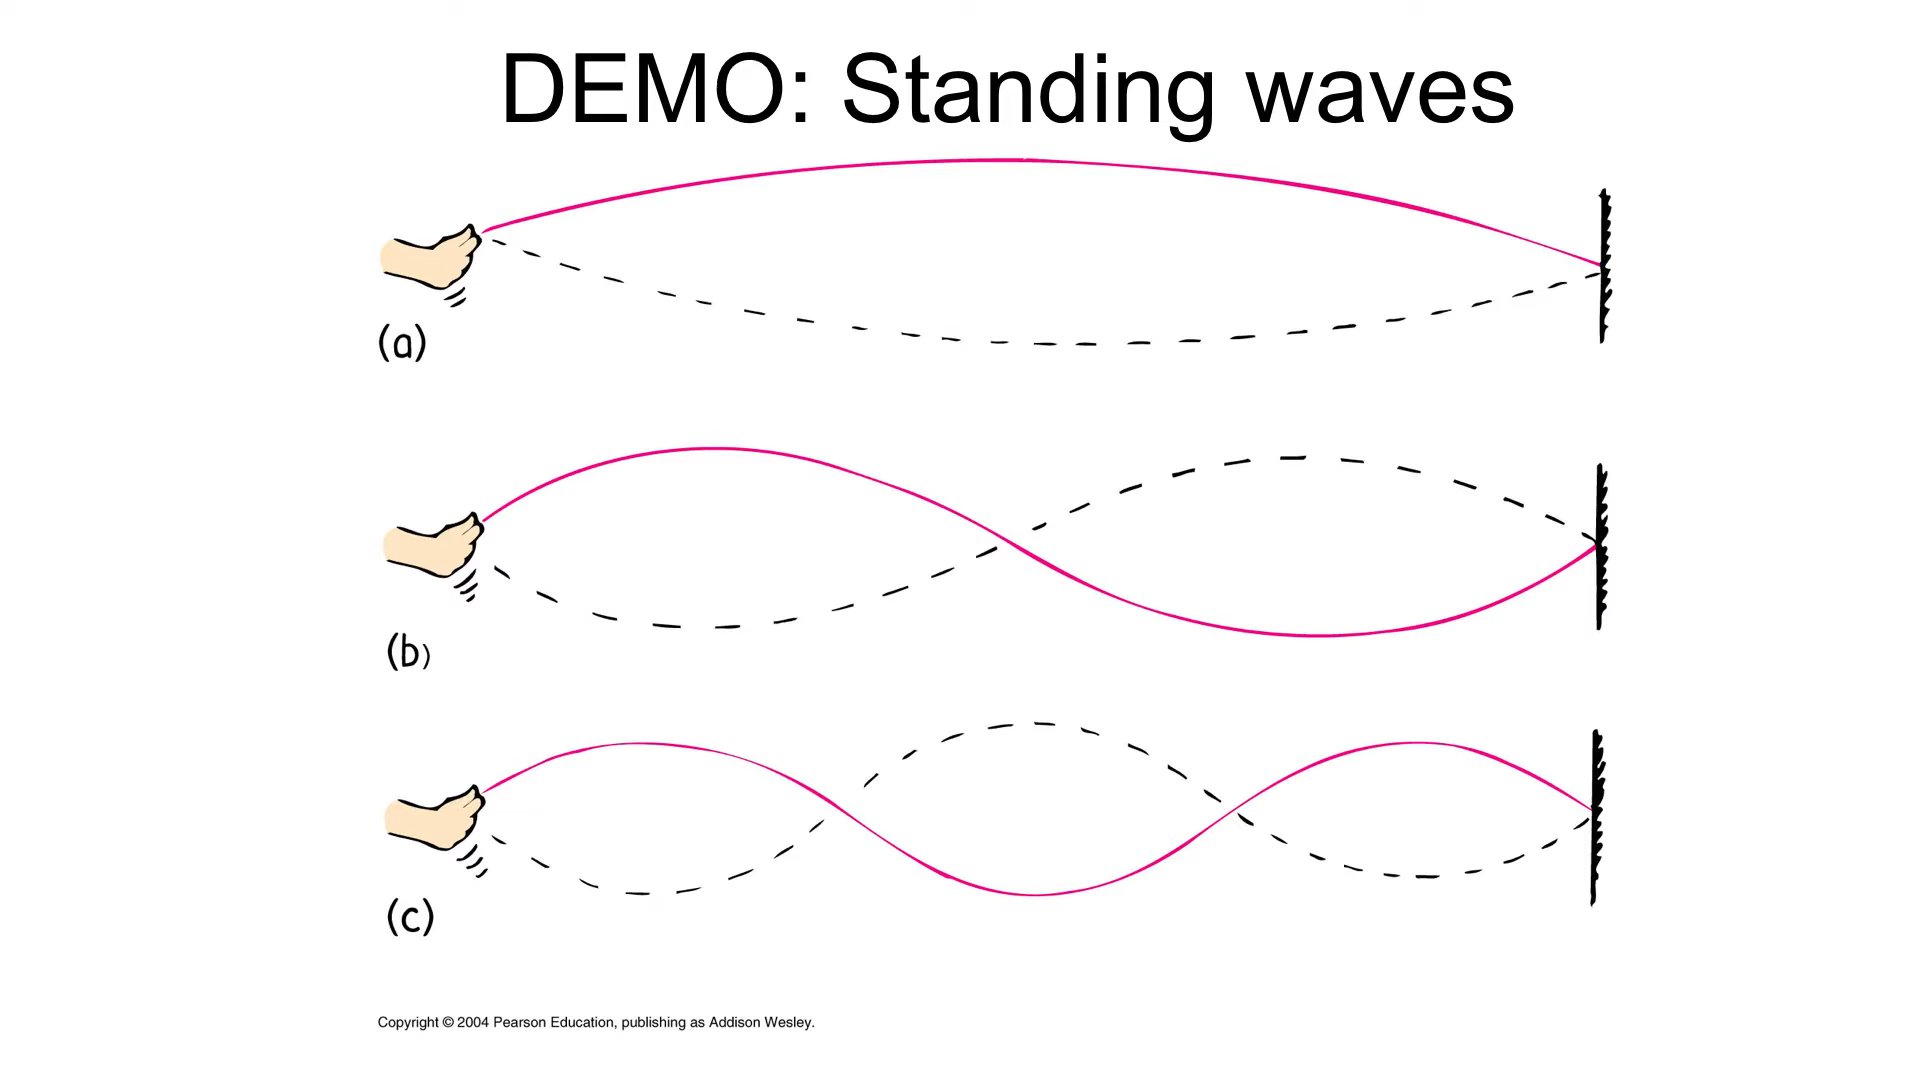 DEMO: Standing waves
(a)
(b)
(c)
Copyright © 2004 Pearson Education, publishing as Addison Wesley.